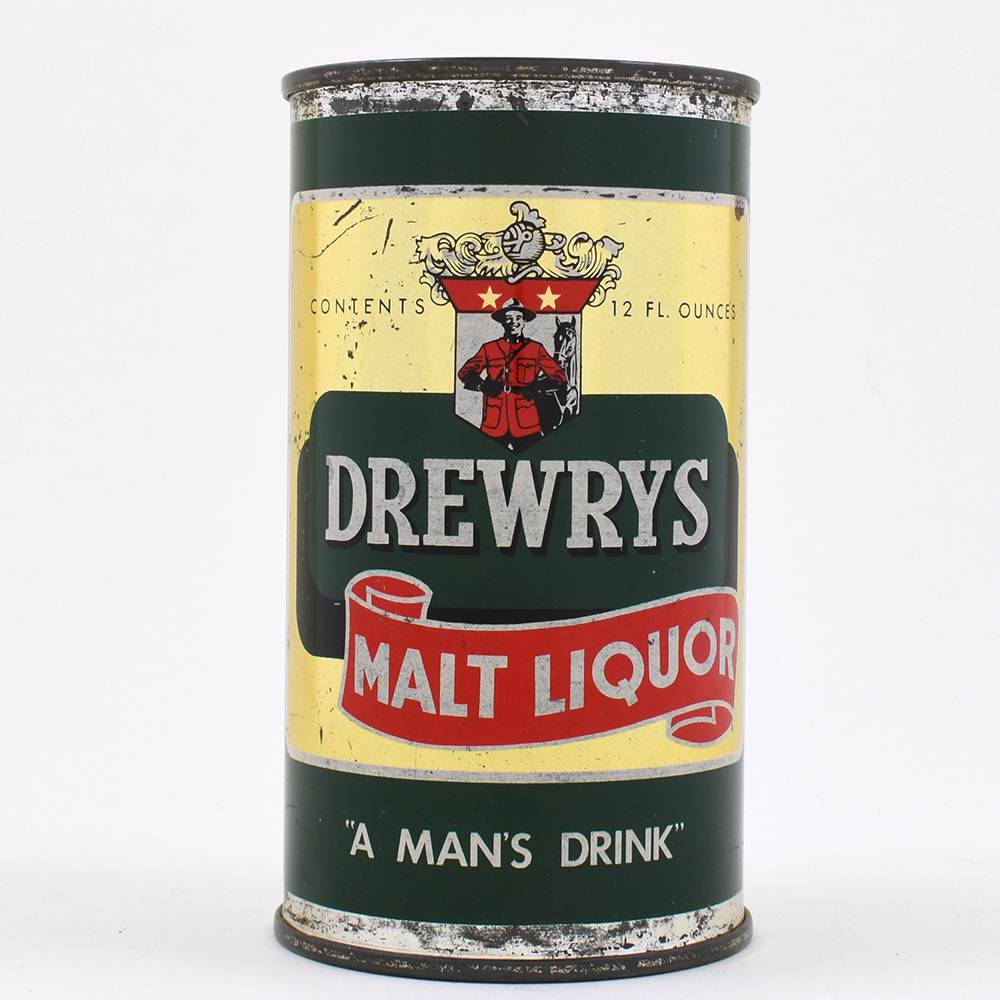 CONTENTS 12 FL. OUNCES
DREWRYS
MALT LIQUOR
"A MAN'S DRINK"